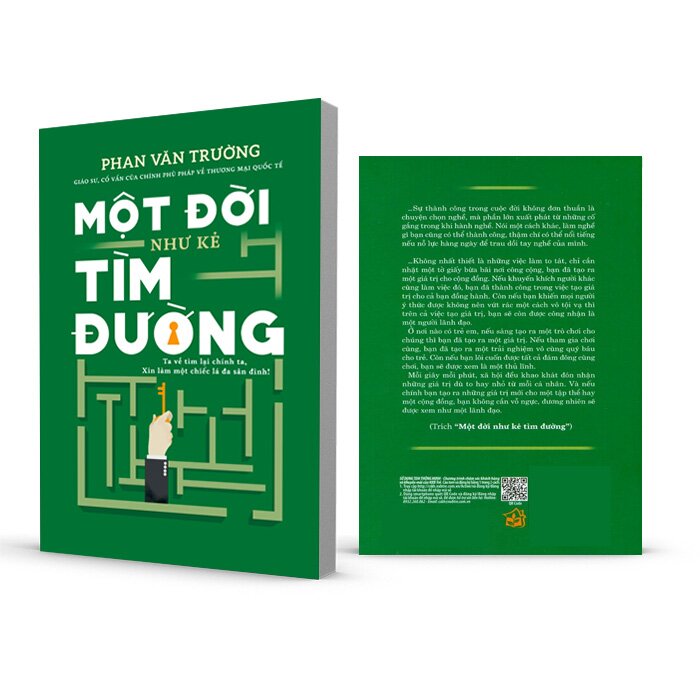 PHAN VĂN TRƯỜNG
GIÁO SƯ, CỐ VẤN CỦA CHÍNH PHỦ PHÁP VỀ THƯƠNG MẠI QUỐC TẾ
MỘT ĐỜI
NHƯ KẺ
TÌM
ĐƯỜNG
Ta về tìm lại chính ta,
Xin làm một chiếc lá đa sân đình!
...Sự thành công trong cuộc đời không đơn thuần là
chuyện chọn nghề, mà phần lớn xuất phát từ những cố
gắng trong khi hành nghề. Nói một cách khác, làm nghề
gì bạn cũng có thể thành công, thậm chí có thể nổi tiếng
nếu nỗ lực hàng ngày để trau dồi tay nghề của mình.
...Không nhất thiết là những việc làm to tát, chỉ cần
nhặt một tờ giấy bừa bãi nơi công cộng, bạn đã tạo ra
một giá trị cho cộng đồng. Nếu khuyến khích người khác
cùng làm việc đó, bạn đã thành công trong việc tạo giá
trị cho cả bạn đồng hành. Còn nếu bạn khiến mọi người
ý thức được không nên vứt rác một cách vô tội vạ thì
trên cả việc tạo giá trị, bạn sẽ còn được công nhận là
một người lãnh đạo.
Ở nơi nào có trẻ em, nếu sáng tạo ra một trò chơi cho
chúng thì bạn đã tạo ra một giá trị. Nếu tham gia chơi
cùng, bạn đã tạo ra một trải nghiệm vô cùng quý báu
cho trẻ. Còn nếu bạn lôi cuốn được tất cả đám đông cùng
chơi, bạn sẽ được xem là một thủ lĩnh.
Mỗi giây mỗi phút, xã hội đều khao khát đón nhận
những giá trị dù to hay nhỏ từ mỗi cá nhân. Và nếu
chính bạn tạo ra những giá trị mới cho một tập thể hay
một cộng đồng, bạn không cần vỗ ngực, đương nhiên sẽ
được xem như một lãnh đạo.
(Trích "Một đời như kẻ tìm đường")
QR Code